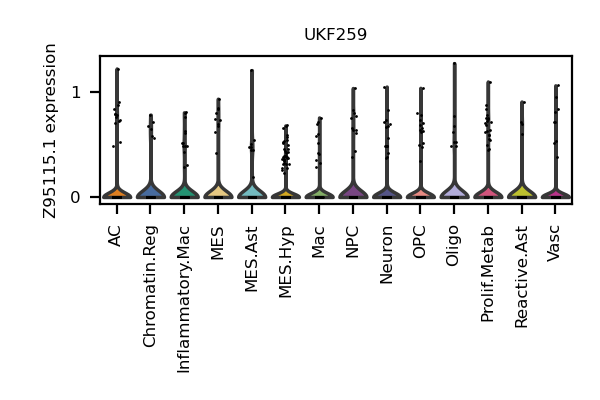 UKF259
Z95115.1 expression
1
0
AC
Chromatin.Reg
Inflammatory.Mac
MES
MES.Ast
MES.Hyp
Mac
NPC
Neuron
OPC
Oligo
Prolif.Metab
Reactive.Ast
Vasc